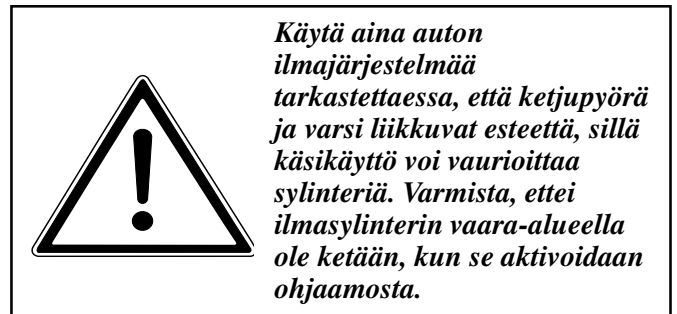 Käytä aina auton
ilmajärjestelmää
tarkastettaessa, että ketjupyörä
ja varsi liikkuvat esteettä, sillä
käsikäyttö voi vaurioittaa
sylinteriä. Varmista, ettei
ilmasylinterin vaara-alueella
ole ketään, kun se aktivoidaan
ohjaamosta.